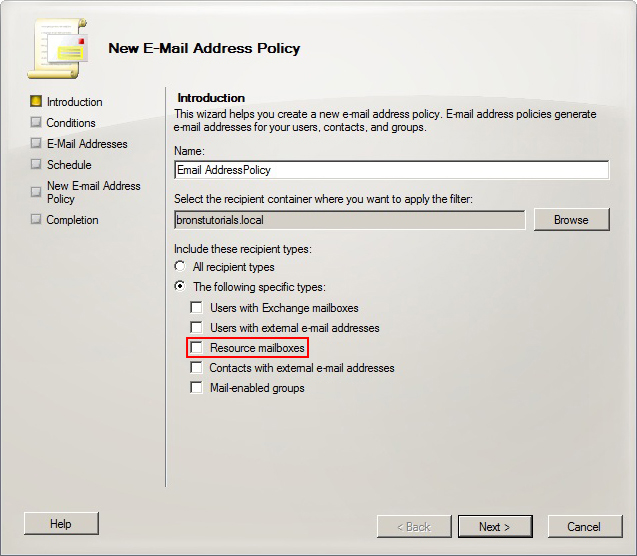 New E-Mail Address Policy
Introduction
Conditions
E-Mail Addresses
Schedule
New E-mail Address
Policy
Completion
Introduction
This wizard helps you create a new e-mail address policy. E-mail address policies generate
e-mail addresses for your users, contacts, and groups.
Name:
Email AddressPolicy
Select the recipient container where you want to apply the filter:
bronstutorials.local
Browse
Include these recipient types:
All recipient types
The following specific types:
Users with Exchange mailboxes
Users with external e-mail addresses
Resource mailboxes
Contacts with external e-mail addresses
Mail-enabled groups
Help
< Back
Next >
Cancel